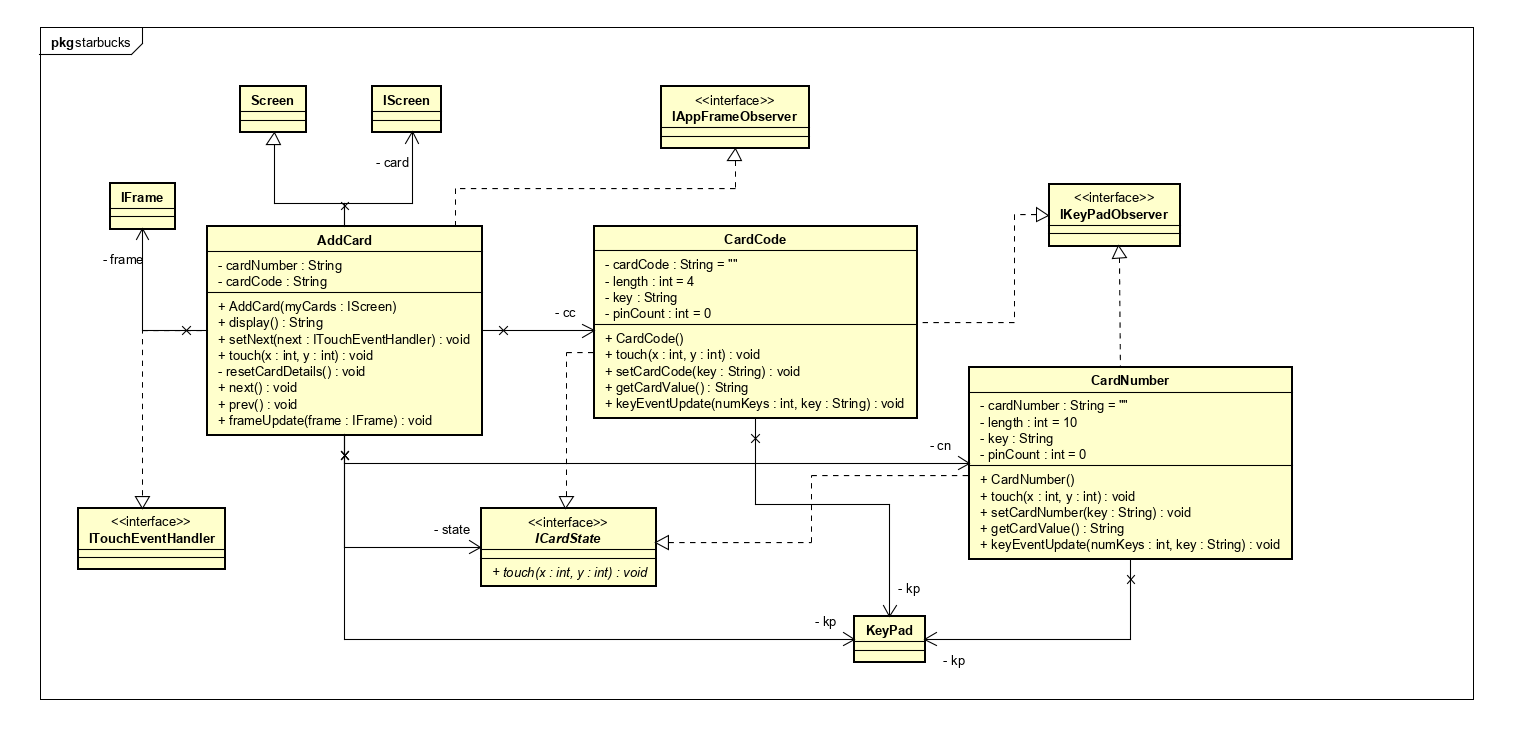 pkg starbucks
Screen
IScreen
<<interface>>
IAppFrameObserver
- card
IFrame
<<interface>>
IKeyPadObserver
- frame
AddCard
- cardNumber : String
- cardCode : String
+ AddCard(myCards : IScreen)
+ display() : String
+ setNext(next : ITouchEventHandler) : void
+ touch(x : int, y : int) : void
- resetCardDetails() : void
+ next() : void
+ prev() : void
+ frameUpdate(frame : IFrame) : void
- cc
CardCode
- cardCode : String = ""
- length : int = 4
- key : String
- pinCount : int = 0
+ CardCode()
+ touch(x : int, y : int) : void
+ setCardCode(key : String) : void
+ getCardValue() : String
+ keyEventUpdate(numKeys : int, key : String) : void
CardNumber
- cardNumber : String = ""
- length : int = 10
- key : String
- pinCount : int = 0
+ CardNumber()
+ touch(x : int, y : int) : void
+ setCardNumber(key : String) : void
+ getCardValue() : String
+ keyEventUpdate(numKeys : int, key : String) : void
- cn
<<interface>>
ITouchEventHandler
- state
<<interface>>
ICardState
+ touch(x : int, y : int) : void
- kp
- kp
KeyPad
- kp